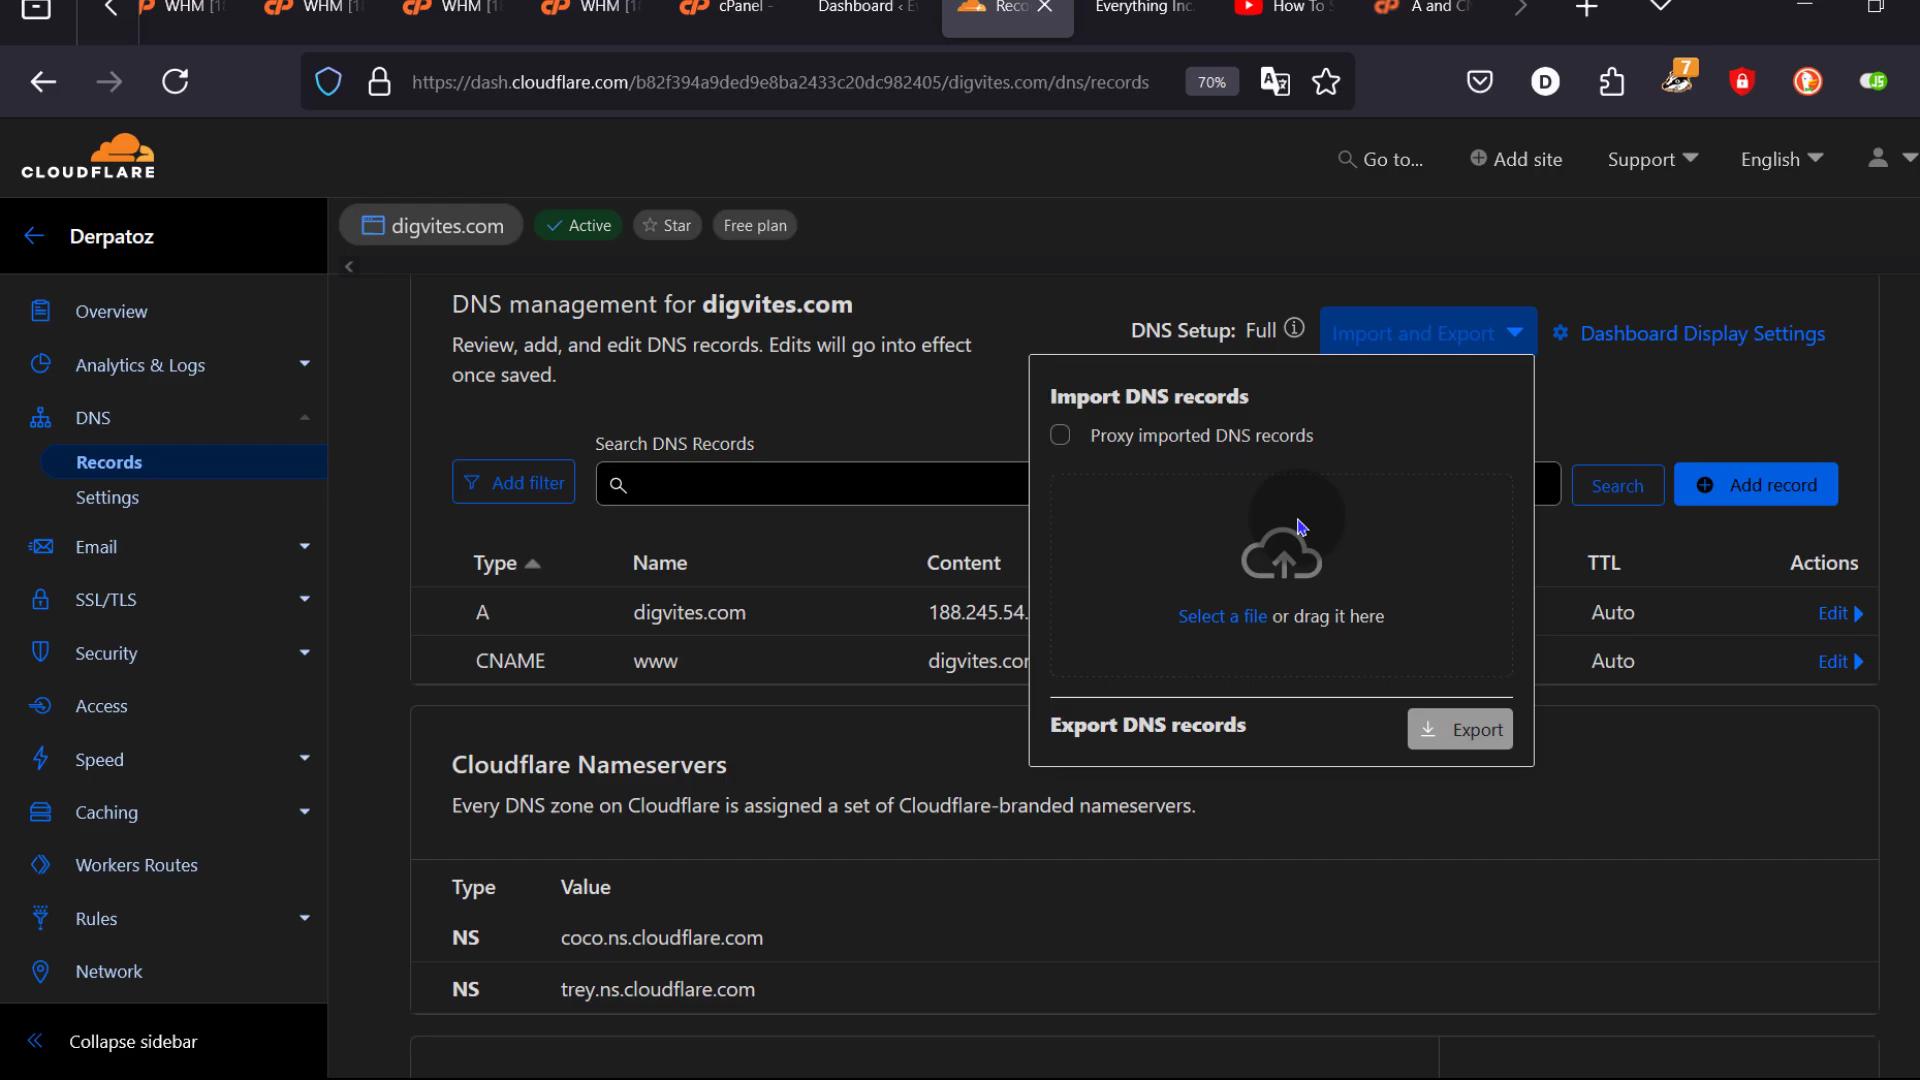 WHM [1
WHM [1
WHM [1
WHM [1
cPanel -
Dashboard ‹ E
Reco
Everything Inc.
How To S
A and C
https://dash.cloudflare.com/b82f394a9ded9e8ba2433c20dc982405/digvites.com/dns/records
70%
D
7
JS
CLOUDFLARE
Go to...
Add site
Support
English
Derpatoz
digvites.com
Active
Star
Free plan
Overview
Analytics & Logs
DNS
Records
Settings
Email
SSL/TLS
Security
Access
Speed
Caching
Workers Routes
Rules
Network
Collapse sidebar
DNS management for digvites.com
Review, add, and edit DNS records. Edits will go into effect
once saved.
DNS Setup: Full
Import and Export
Dashboard Display Settings
Import DNS records
Proxy imported DNS records
Select a file or drag it here
Export DNS records
Export
Search DNS Records
Add filter
Search
Add record
Type Name Content TTL Actions
A digvites.com 188.245.54. Auto Edit
CNAME www digvites.cor Auto Edit
Cloudflare Nameservers
Every DNS zone on Cloudflare is assigned a set of Cloudflare-branded nameservers.
Type Value
NS coco.ns.cloudflare.com
NS trey.ns.cloudflare.com